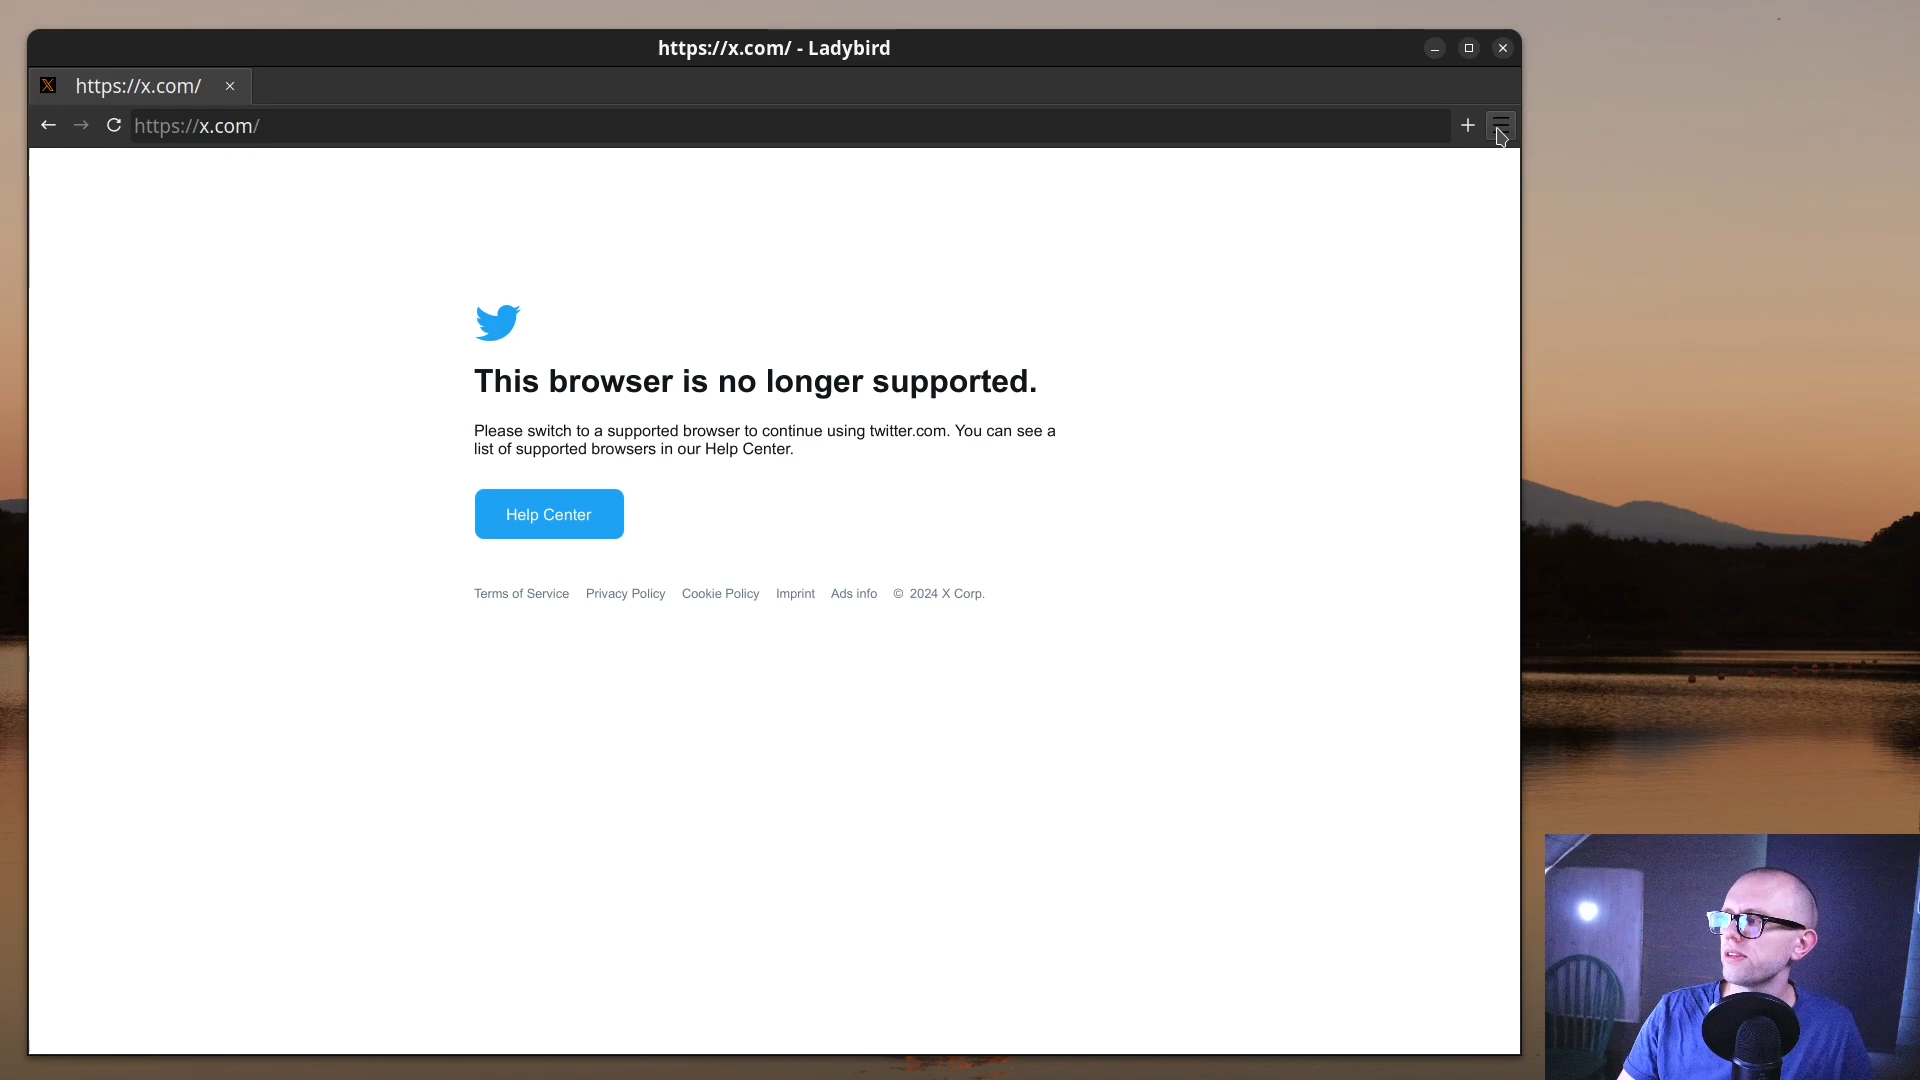 https://x.com/ - Ladybird
https://x.com/
https://x.com/
This browser is no longer supported.
Please switch to a supported browser to continue using twitter.com. You can see a
list of supported browsers in our Help Center.
Help Center
Terms of Service Privacy Policy Cookie Policy Imprint Ads info © 2024 X Corp.